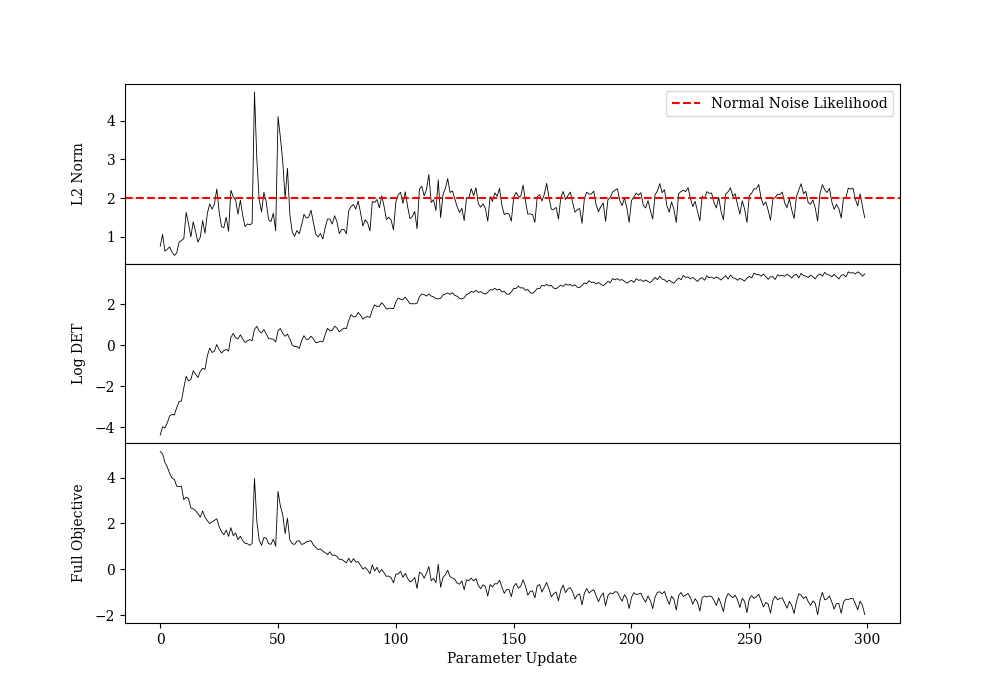 Normal Noise Likelihood
4
3
2
1
L2 Norm
2
0
−2
−4
Log DET
4
2
0
−2
Full Objective
0 50 100 150 200 250 300
Parameter Update